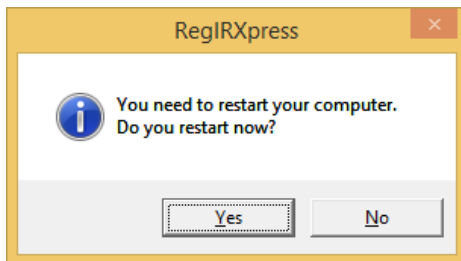 RegIRXpress
You need to restart your computer.
Do you restart now?
Yes
No